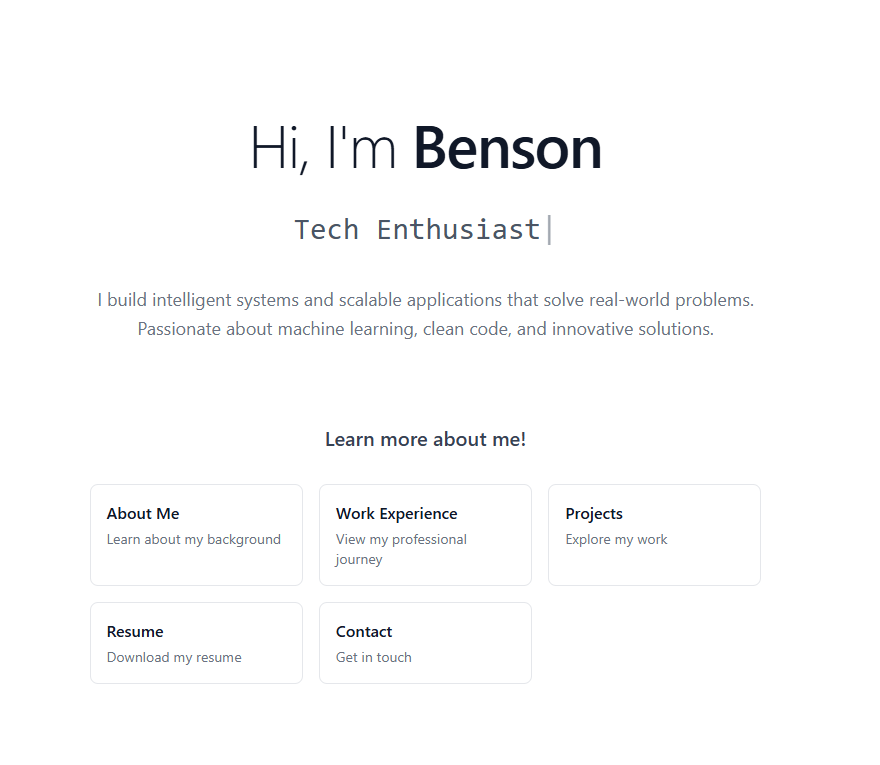 Hi, I'm Benson
Tech Enthusiast
I build intelligent systems and scalable applications that solve real-world problems.
Passionate about machine learning, clean code, and innovative solutions.
Learn more about me!
About Me
Learn about my background
Work Experience
View my professional
journey
Projects
Explore my work
Resume
Download my resume
Contact
Get in touch